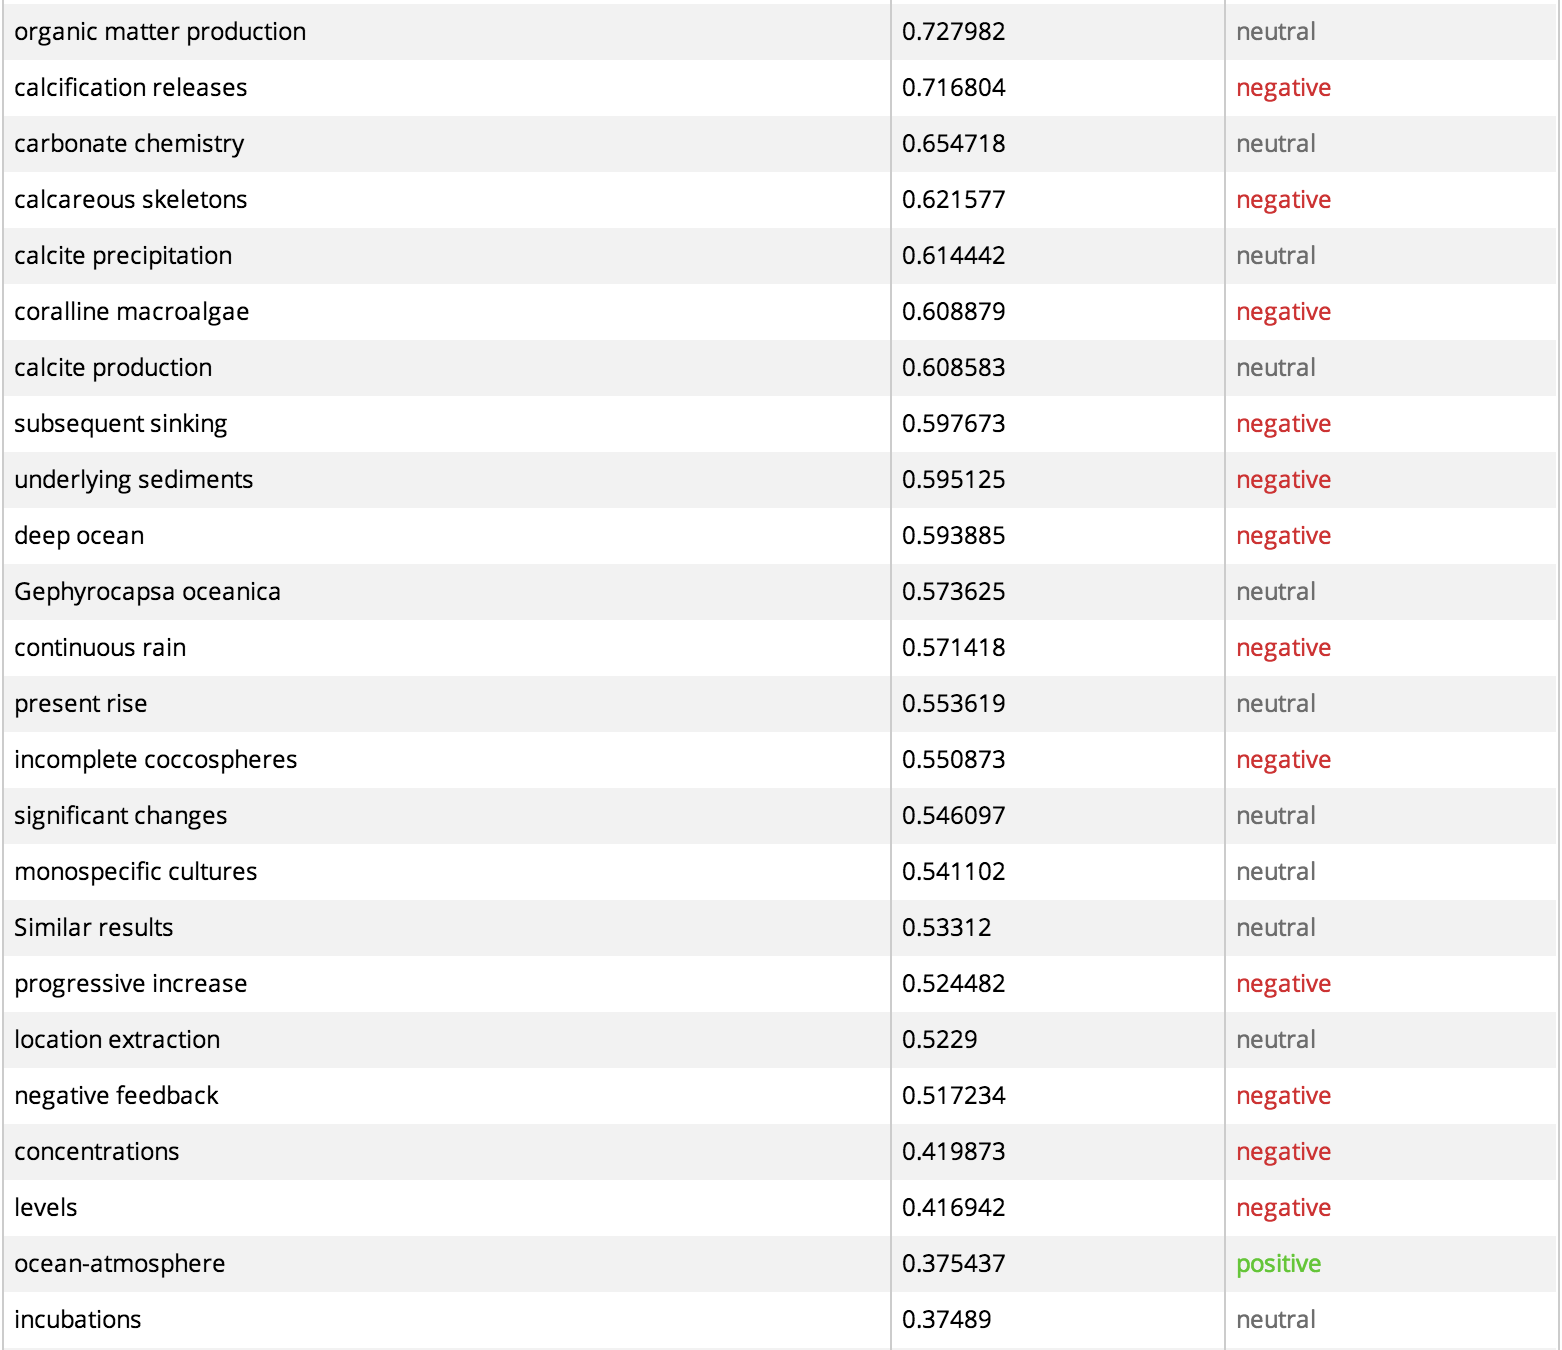 organic matter production 0.727982 neutral
calcification releases 0.716804 negative
carbonate chemistry 0.654718 neutral
calcareous skeletons 0.621577 negative
calcite precipitation 0.614442 neutral
coralline macroalgae 0.608879 negative
calcite production 0.608583 neutral
subsequent sinking 0.597673 negative
underlying sediments 0.595125 negative
deep ocean 0.593885 negative
Gephyrocapsa oceanica 0.573625 neutral
continuous rain 0.571418 negative
present rise 0.553619 neutral
incomplete coccospheres 0.550873 negative
significant changes 0.546097 neutral
monospecific cultures 0.541102 neutral
Similar results 0.53312 neutral
progressive increase 0.524482 negative
location extraction 0.5229 neutral
negative feedback 0.517234 negative
concentrations 0.419873 negative
levels 0.416942 negative
ocean-atmosphere 0.375437 positive
incubations 0.37489 neutral